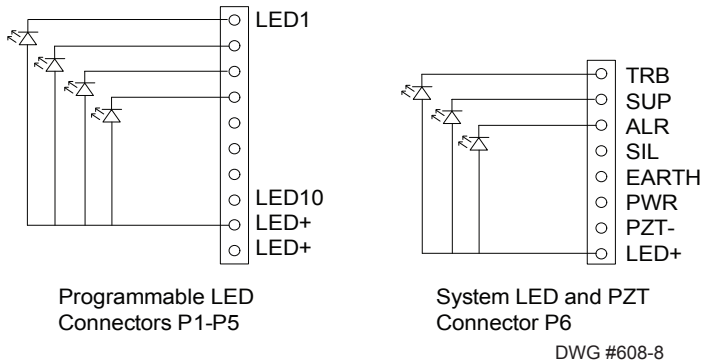 LED1
LED10
LED+
LED+
TRB
SUP
ALR
SIL
EARTH
PWR
PZT-
LED+
Programmable LED
Connectors P1-P5
System LED and PZT
Connector P6
DWG #608-8